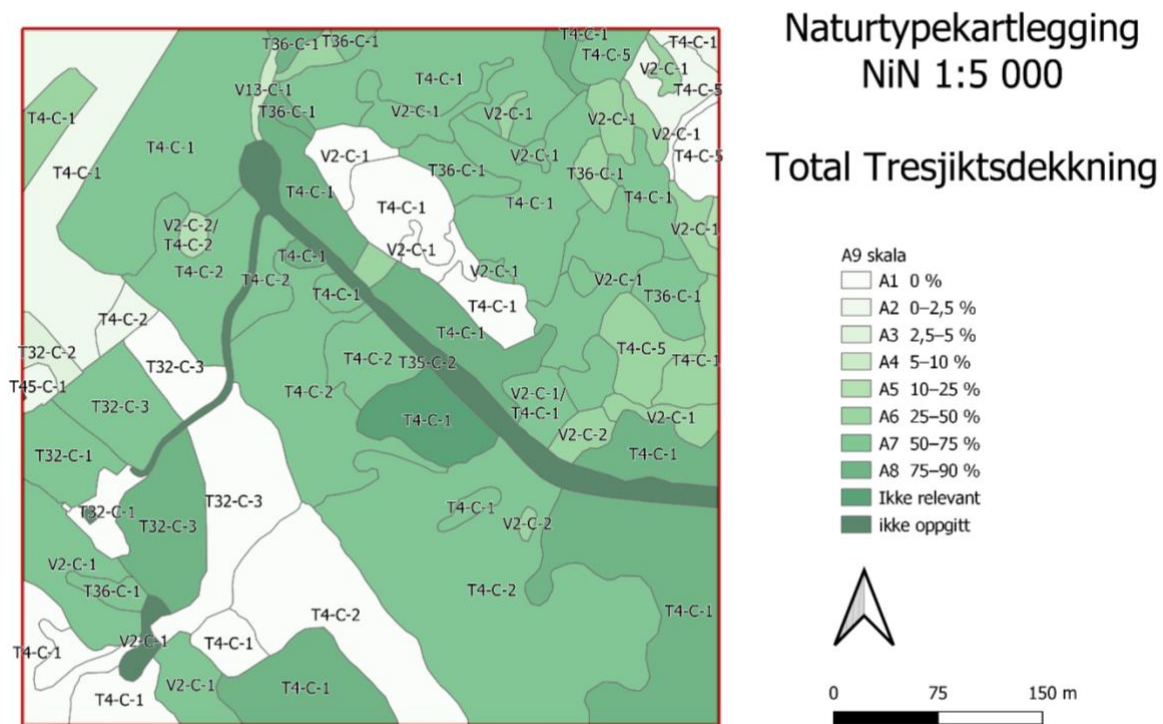 Naturtypekartlegging
NiN 1:5 000
Total Tresjiktsdekkning
A9 skala
A1 0 %
A2 0–2,5 %
A3 2,5–5 %
A4 5–10 %
A5 10–25 %
A6 25–50 %
A7 50–75 %
A8 75–90 %
Ikke relevant
ikke oppgitt
0 75 150 m
T36-C-1 T36-C-1 T4-C-1 T4-C-1
T4-C-5
T4-C-1 V2-C-1
V13-C-1 T4-C-5
T4-C-1 T36-C-1 V2-C-1 V2-C-1 V2-C-1
T4-C-1 V2-C-1 V2-C-1 T4-C-5
T4-C-1 T36-C-1 T36-C-1
T4-C-1 T4-C-1
T4-C-1 T4-C-1
V2-C-2/
T4-C-2 V2-C-1 V2-C-1
T4-C-1
T4-C-2 T4-C-2 V2-C-1 V2-C-1
T4-C-1 T4-C-1 T36-C-1
T4-C-2 T4-C-1
T32-C-2 T4-C-2 T35-C-2 T4-C-5 T4-C-1
T32-C-3
T45-C-1 T4-C-2 V2-C-1/
T4-C-1
T32-C-3 T4-C-1 V2-C-1
V2-C-2
T32-C-1 T4-C-1
T32-C-3 T4-C-1
T32-C-1 T32-C-3 V2-C-2
V2-C-1
T36-C-1 T4-C-2
T4-C-2 T4-C-1
V2-C-1 T4-C-1
T4-C-1
V2-C-1 T4-C-1
T4-C-1